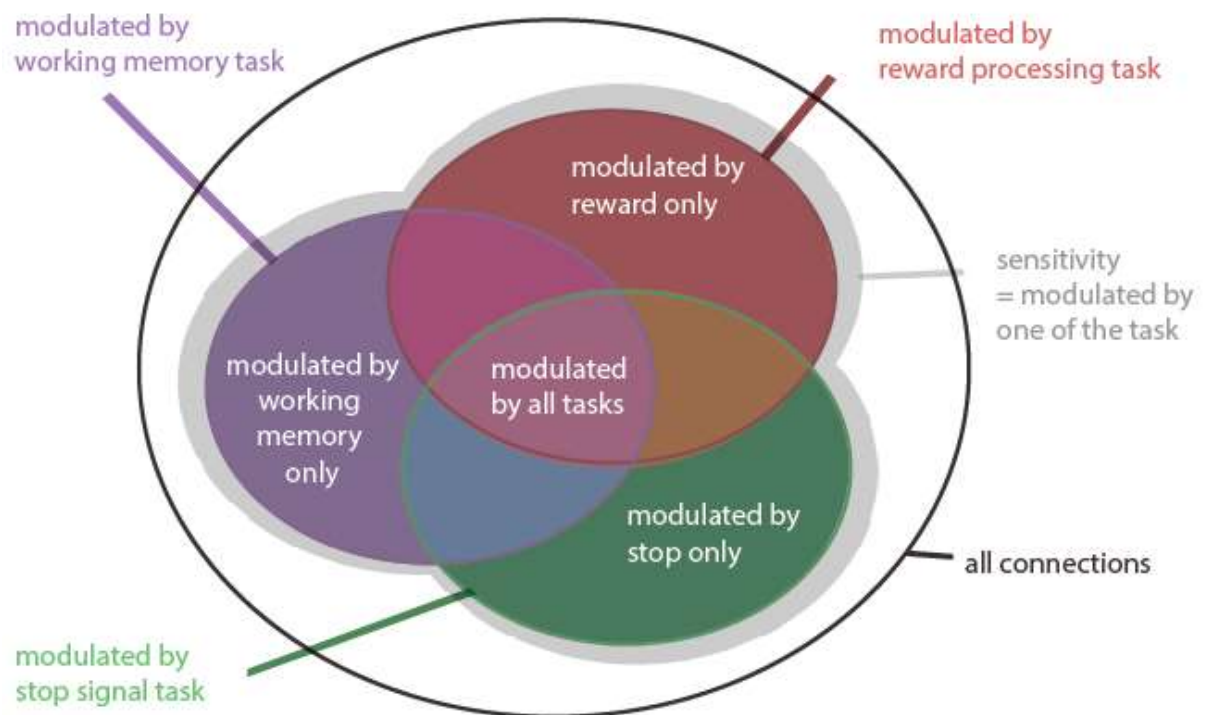 modulated by
working memory task
modulated by
reward processing task
modulated by
reward only
sensitivity
= modulated by
one of the task
modulated by
working
memory
only
modulated
by all tasks
modulated by
stop only
all connections
modulated by
stop signal task